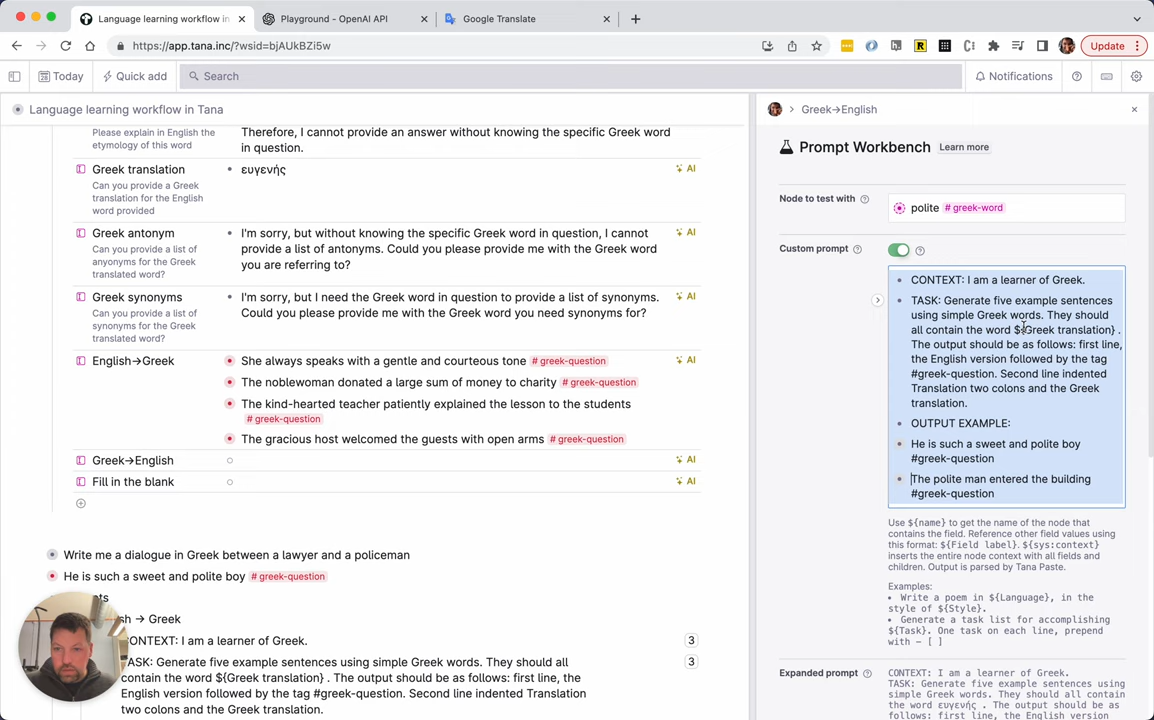 Language learning workflow in
Playground - OpenAI API
Google Translate
https://app.tana.inc/?wsid=bjAUkBZi5w
Update
Today
Quick add
Search
Notifications
Language learning workflow in Tana
Please explain in English the
etymology of this word
Therefore, I cannot provide an answer without knowing the specific Greek word
in question.
Greek translation
Can you provide a Greek
translation for the English
word provided
ευγενής
AI
Greek antonym
Can you provide a list of
anyonyms for the Greek
translated word?
I'm sorry, but without knowing the specific Greek word in question, I cannot
provide a list of antonyms. Could you please provide me with the Greek word
you are referring to?
AI
Greek synonyms
Can you provide a list of
synonyms for the Greek
translated word?
I'm sorry, but I need the Greek word in question to provide a list of synonyms.
Could you please provide me with the Greek word you need synonyms for?
AI
English→Greek
She always speaks with a gentle and courteous tone # greek-question
AI
The noblewoman donated a large sum of money to charity # greek-question
The kind-hearted teacher patiently explained the lesson to the students
# greek-question
The gracious host welcomed the guests with open arms # greek-question
Greek→English
AI
Fill in the blank
AI
Write me a dialogue in Greek between a lawyer and a policeman
He is such a sweet and polite boy # greek-question
→ Greek
CONTEXT: I am a learner of Greek.
3
TASK: Generate five example sentences using simple Greek words. They should all
contain the word ${Greek translation} . The output should be as follows: first line, the
English version followed by the tag #greek-question. Second line indented Translation
two colons and the Greek translation.
3
Greek→English
Prompt Workbench
Learn more
Node to test with
polite # greek-word
Custom prompt
CONTEXT: I am a learner of Greek.
TASK: Generate five example sentences
using simple Greek words. They should
all contain the word ${Greek translation} .
The output should be as follows: first line,
the English version followed by the tag
#greek-question. Second line indented
Translation two colons and the Greek
translation.
OUTPUT EXAMPLE:
He is such a sweet and polite boy
#greek-question
The polite man entered the building
#greek-question
Use ${name} to get the name of the node that
contains the field. Reference other field values using
this format: ${Field label}. ${sys:context}
inserts the entire node context with all fields and
children. Output is parsed by Tana Paste.
Examples:
• Write a poem in ${Language}, in the
style of ${Style}.
• Generate a task list for accomplishing
${Task}. One task on each line, prepend
with – [ ]
Expanded prompt
CONTEXT: I am a learner of Greek.
TASK: Generate five example sentences using
simple Greek words. They should all contain
the word ευγενής . The output should be as
follows: first line, the English version